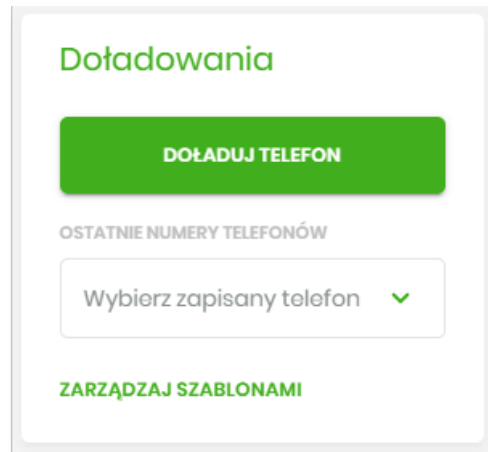 Doładowania
DOŁADUJ TELEFON
OSTATNIE NUMERY TELEFONÓW
Wybierz zapisany telefon
ZARZĄDZAJ SZABLONAMI